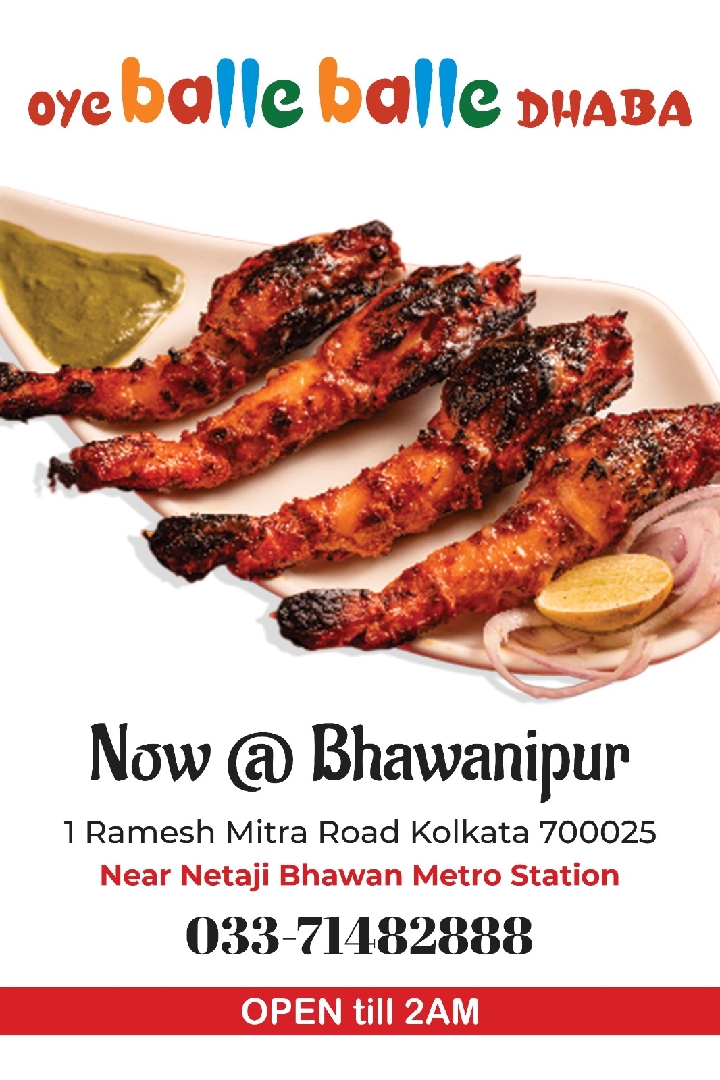 oye balle balle DHABA
Now @ Bhawanipur
1 Ramesh Mitra Road Kolkata 700025
Near Netaji Bhawan Metro Station
033-71482888
OPEN till 2AM